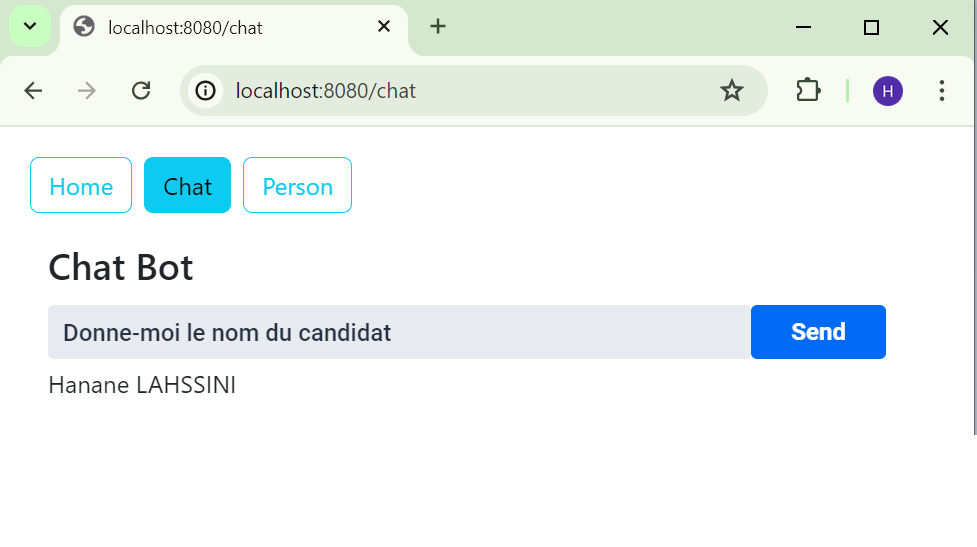 localhost:8080/chat
localhost:8080/chat
H
Home Chat Person
Chat Bot
Donne-moi le nom du candidat Send
Hanane LAHSSINI